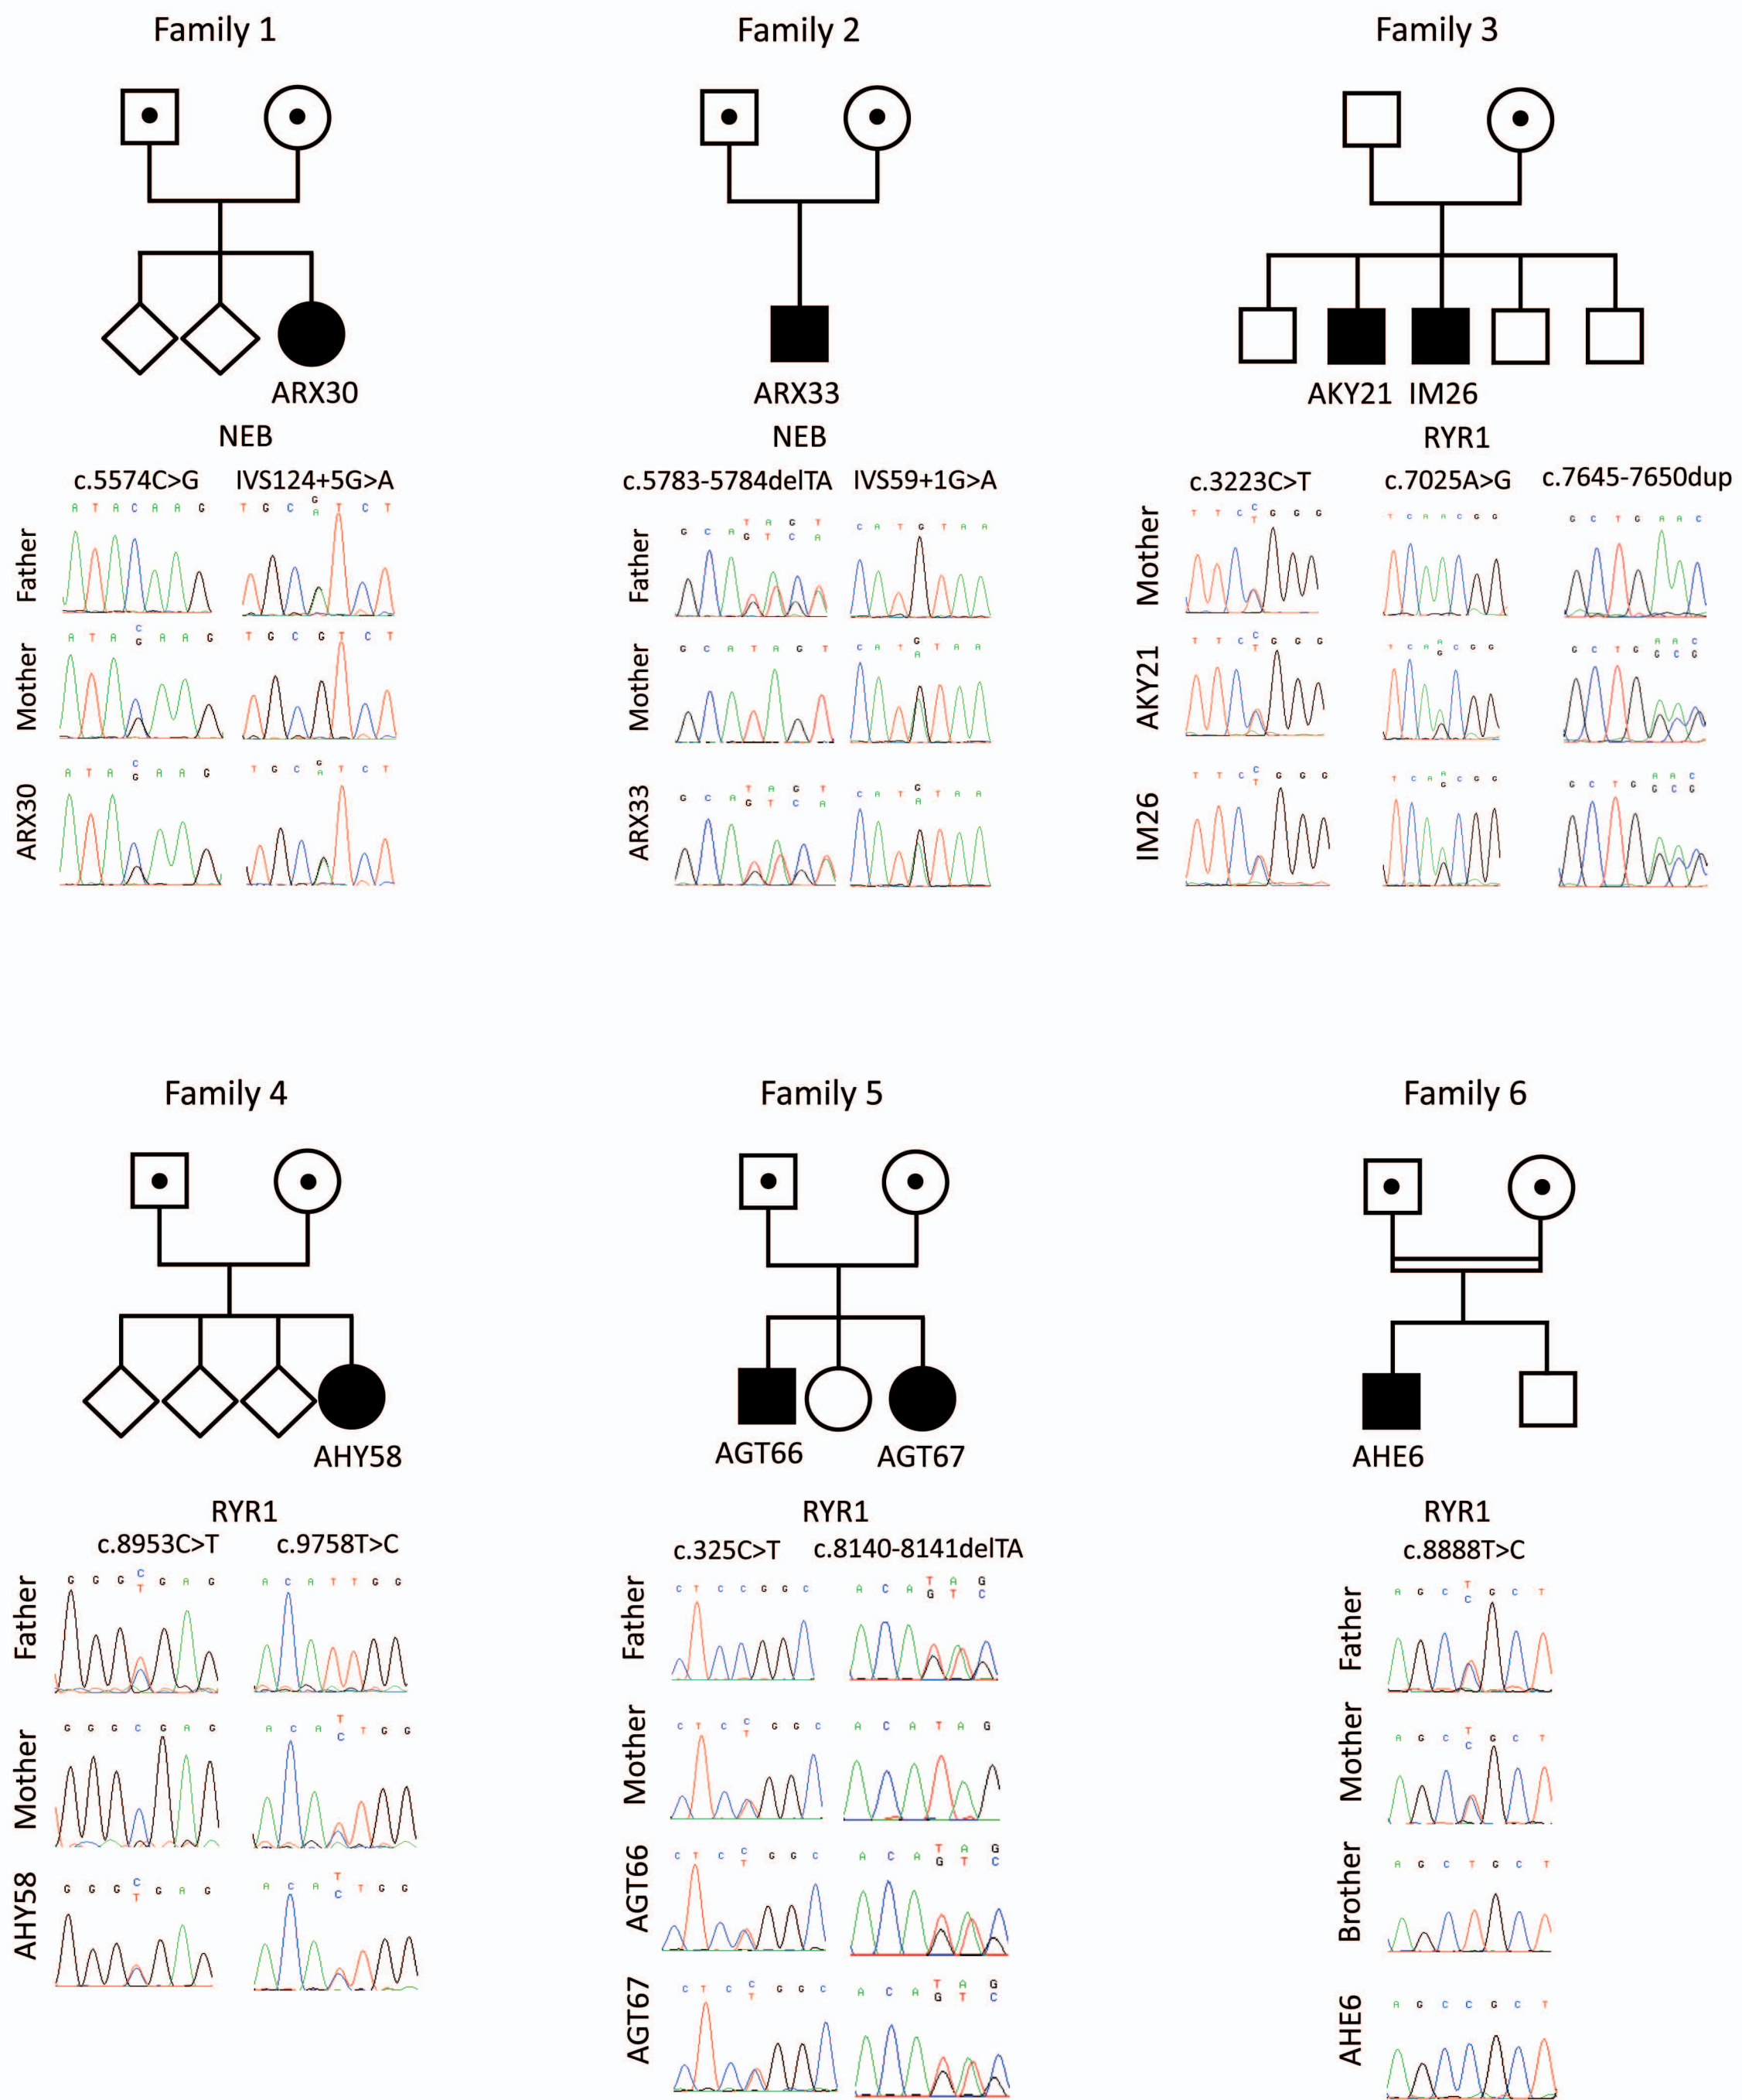 Family 1
Family 2
Family 3
ARX30
ARX33
AKY21 IM26
NEB
NEB
RYR1
c.5574C>G IVS124+5G>A
c.5783-5784delTA IVS59+1G>A
c.3223C>T c.7025A>G c.7645-7650dup
Father
A T A C A A G
T G C G T C T
A
Mother
A T A C A A G
G
T G C G T C T
ARX30
A T A C A A G
G
T G C G T C T
A
Father
G C A T A G T
G T C A
C A T G T A A
Mother
G C A T A G T
C A T G T A A
A
ARX33
G C A T A G T
G T C A
C A T G T A A
A
Mother
T T C C G G G
T
T C A A C G G
G C T G A A C
AKY21
T T C C G G G
T
T C A A C G G
G
G C T G A A C
G C G
IM26
T T C C G G G
T
T C A A C G G
G
G C T G A A C
G C G
Family 4
Family 5
Family 6
AHY58
AGT66 AGT67
AHE6
RYR1
RYR1
RYR1
c.8953C>T c.9758T>C
c.325C>T c.8140-8141delTA
c.8888T>C
Father
G G G C G A G
T
A C A T T G G
Mother
G G G C G A G
A C A T T G G
C
AHY58
G G G C G A G
T
A C A T T G G
C
Father
C T C C G G C
A C A T A G
G T C
Mother
C T C C G G C
T
A C A T A G
AGT66
C T C C G G C
T
A C A T A G
G T C
AGT67
C T C C G G C
T
A C A T A G
G T C
Father
A G C T G C T
C
Mother
A G C T G C T
C
Brother
A G C T G C T
AHE6
A G C C G C T